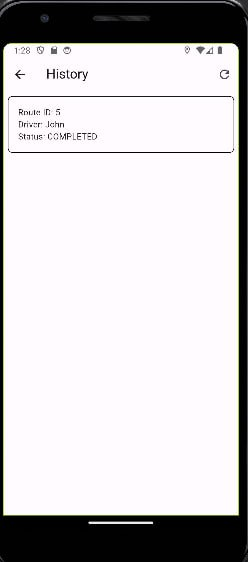 1:28
History
Route ID: 5
Driver: John
Status: COMPLETED